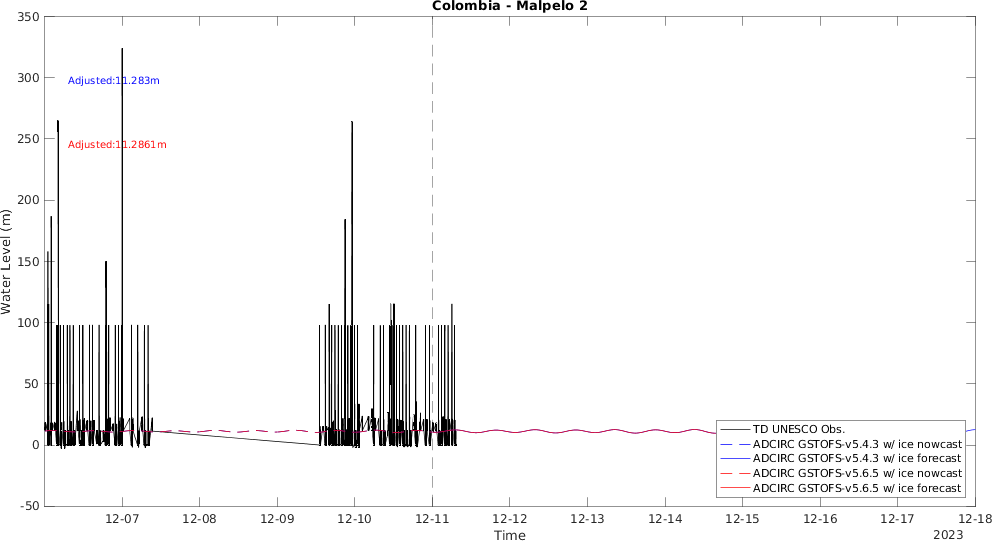 Colombia - Malpelo 2
350
300
250
200
150
100
50
0
-50
Water Level (m)
Adjusted:11.283m
Adjusted:11.2861m
TD UNESCO Obs.
ADCIRC GSTOFS-v5.4.3 w/ ice nowcast
ADCIRC GSTOFS-v5.4.3 w/ ice forecast
ADCIRC GSTOFS-v5.6.5 w/ ice nowcast
ADCIRC GSTOFS-v5.6.5 w/ ice forecast
12-07 12-08 12-09 12-10 12-11 12-12 12-13 12-14 12-15 12-16 12-17 12-18
Time
2023